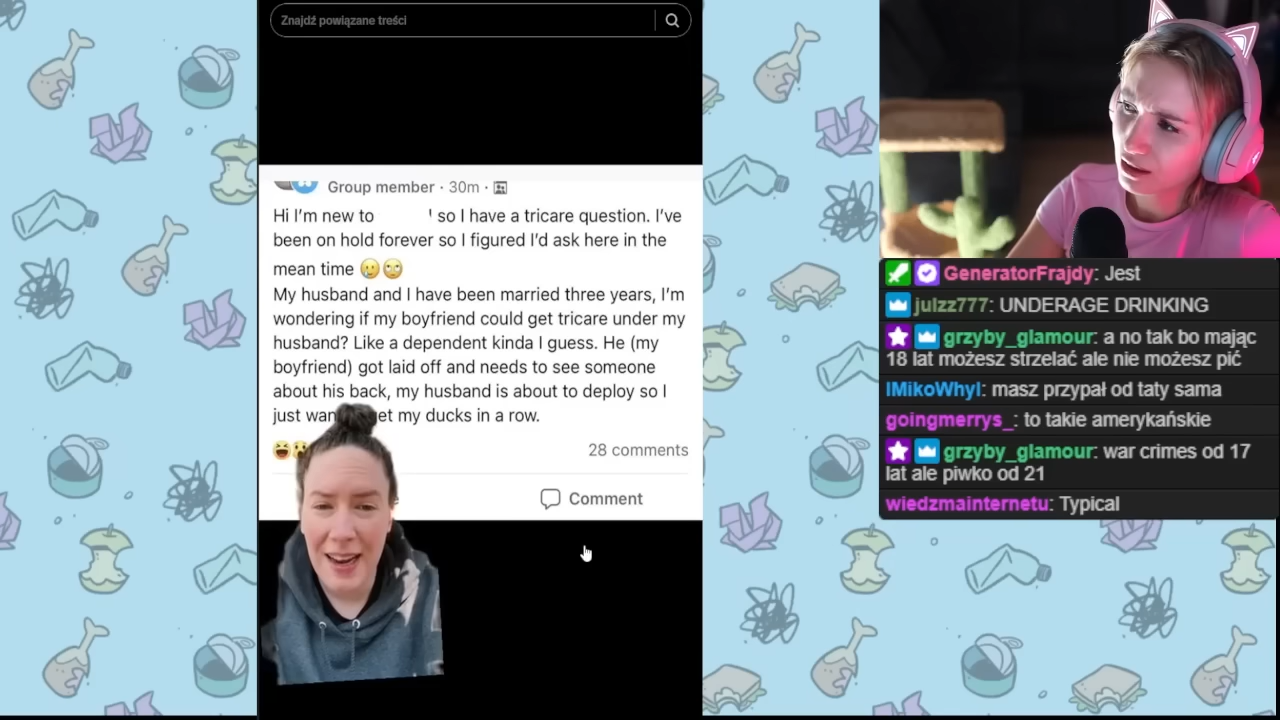 Znajdź powiązane treści
Group member · 30m ·
Hi I'm new to ! so I have a tricare question. I've
been on hold forever so I figured I'd ask here in the
mean time 🥲🙄
My husband and I have been married three years, I'm
wondering if my boyfriend could get tricare under my
husband? Like a dependent kinda I guess. He (my
boyfriend) got laid off and needs to see someone
about his back, my husband is about to deploy so I
just my ducks in a row.
28 comments
Comment
GeneratorFrajdy: Jest
julzz777: UNDERAGE DRINKING
grzyby_glamour: a no tak bo mając
18 lat możesz strzelać ale nie możesz pić
IMikoWhyI: masz przypał od taty sama
goingmerrys_: to takie amerykańskie
grzyby_glamour: war crimes od 17
lat ale piwko od 21
wiedzmainternetu: Typical